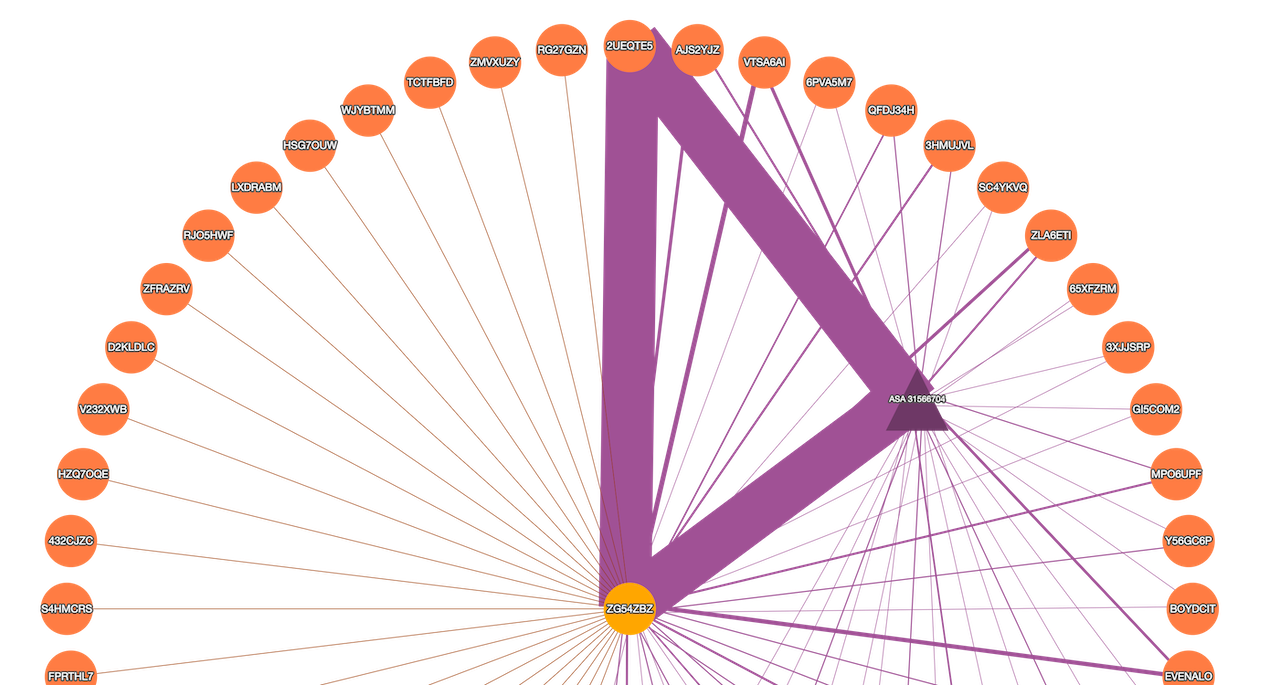 2UEQTE5
RG27GZN
AJS2YJZ
ZMVXUZY
VTSA6AI
TCTFBFD
6PVA5M7
WJYBTMM
QFDJ34H
HSG7OUW
3HMUJVL
LXDRABM
SC4YKVQ
RJO5HWF
ZLA6ETI
ZFRAZRV
65XFZRM
D2KLDLC
3XJJSRP
ASA 31566704
V232XWB
GI5COM2
HZQ7OQE
MPO6UPF
432CJZC
Y56GC6P
S4HMCRS
ZG54ZBZ
BOYDCIT
FPRTHL7
EVENALO